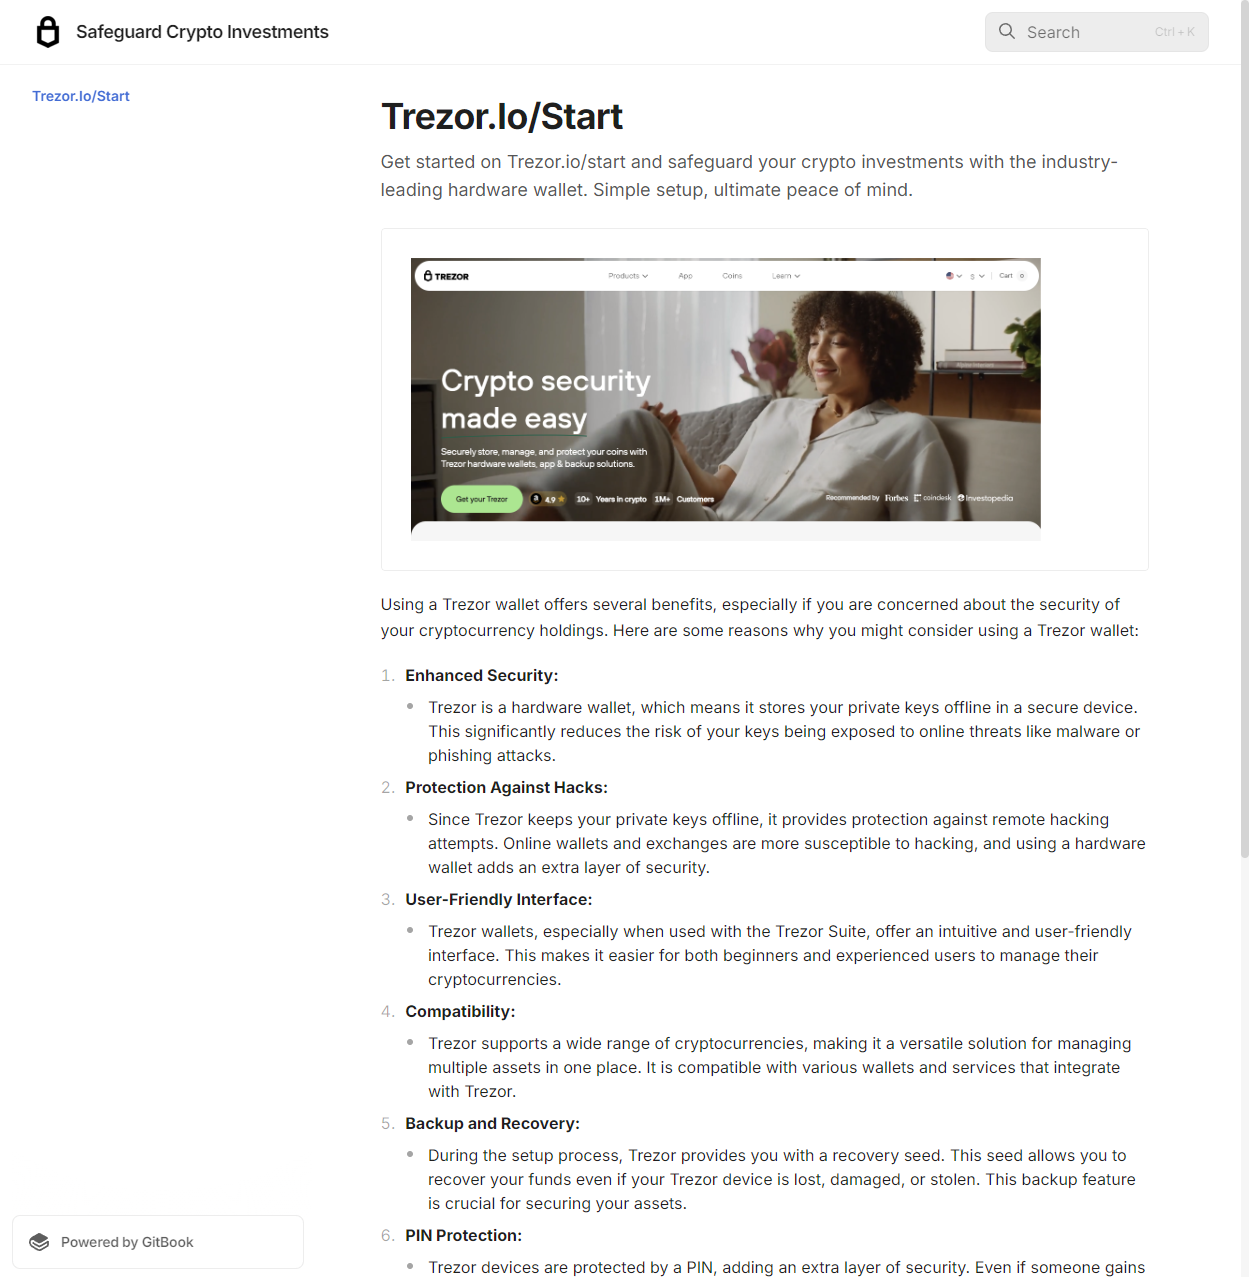 Safeguard Crypto Investments
Search
Ctrl + K
Trezor.Io/Start
Trezor.Io/Start
Get started on Trezor.io/start and safeguard your crypto investments with the industry-
leading hardware wallet. Simple setup, ultimate peace of mind.
TREZOR
Products
App
Coins
Learn
$
Cart
0
Crypto security
made easy
Securely store, manage, and protect your coins with
Trezor hardware wallets, app & backup solutions.
Get your Trezor
a 4.9
10+ Years in crypto
1M+ Customers
Recommended by Forbes coindesk Investopedia
Using a Trezor wallet offers several benefits, especially if you are concerned about the security of
your cryptocurrency holdings. Here are some reasons why you might consider using a Trezor wallet:
1. Enhanced Security:
• Trezor is a hardware wallet, which means it stores your private keys offline in a secure device.
This significantly reduces the risk of your keys being exposed to online threats like malware or
phishing attacks.
2. Protection Against Hacks:
• Since Trezor keeps your private keys offline, it provides protection against remote hacking
attempts. Online wallets and exchanges are more susceptible to hacking, and using a hardware
wallet adds an extra layer of security.
3. User-Friendly Interface:
• Trezor wallets, especially when used with the Trezor Suite, offer an intuitive and user-friendly
interface. This makes it easier for both beginners and experienced users to manage their
cryptocurrencies.
4. Compatibility:
• Trezor supports a wide range of cryptocurrencies, making it a versatile solution for managing
multiple assets in one place. It is compatible with various wallets and services that integrate
with Trezor.
5. Backup and Recovery:
• During the setup process, Trezor provides you with a recovery seed. This seed allows you to
recover your funds even if your Trezor device is lost, damaged, or stolen. This backup feature
is crucial for securing your assets.
6. PIN Protection:
• Trezor devices are protected by a PIN, adding an extra layer of security. Even if someone gains
Powered by GitBook